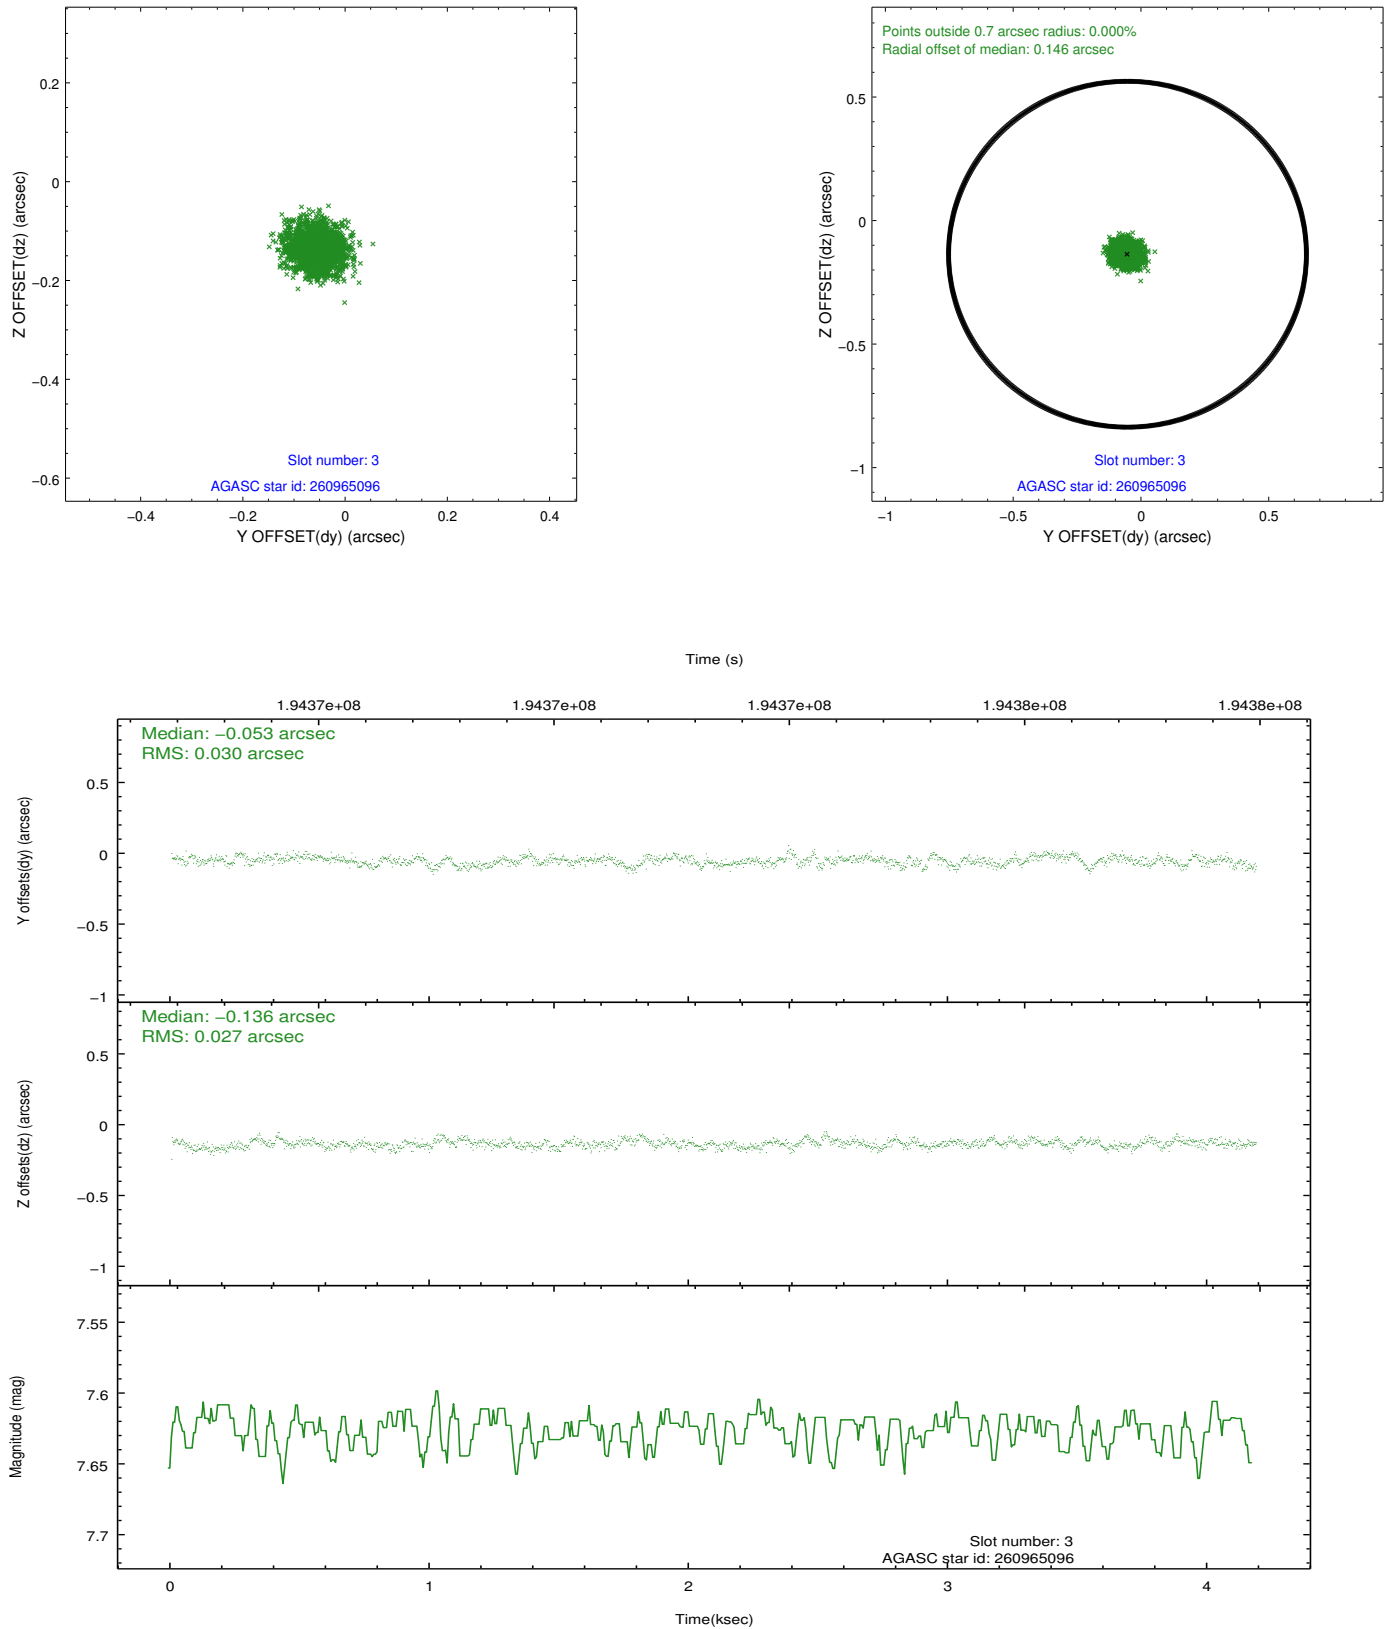 0.2
0
−0.2
−0.4
−0.6
Z OFFSET(dz) (arcsec)
Slot number: 3
AGASC star id: 260965096
−0.4 −0.2 0 0.2 0.4
Y OFFSET(dy) (arcsec)
Points outside 0.7 arcsec radius: 0.000%
Radial offset of median: 0.146 arcsec
0.5
0
−0.5
−1
Z OFFSET(dz) (arcsec)
Slot number: 3
AGASC star id: 260965096
−1 −0.5 0 0.5
Y OFFSET(dy) (arcsec)
Time (s)
1.9437e+08 1.9437e+08 1.9437e+08 1.9438e+08 1.9438e+08
Median: −0.053 arcsec
RMS: 0.030 arcsec
0.5
0
−0.5
−1
Y offsets(dy) (arcsec)
Median: −0.136 arcsec
RMS: 0.027 arcsec
0.5
0
−0.5
−1
Z offsets(dz) (arcsec)
7.55
7.6
7.65
7.7
Magnitude (mag)
Slot number: 3
AGASC star id: 260965096
0 1 2 3 4
Time(ksec)